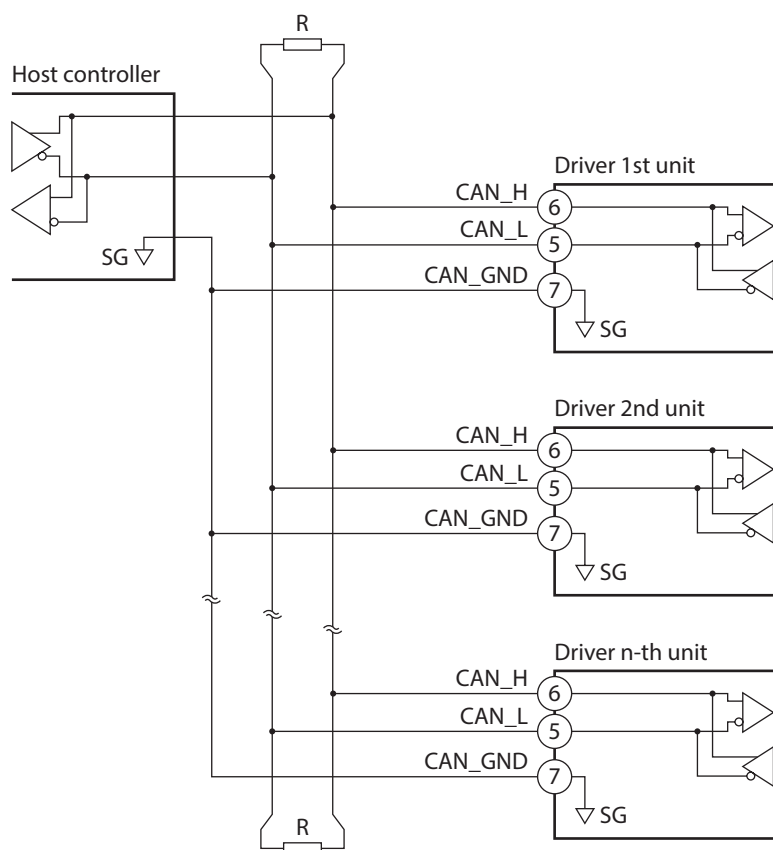 R
Host controller
SG
Driver 1st unit
CAN_H 6
CAN_L 5
CAN_GND 7
SG
Driver 2nd unit
CAN_H 6
CAN_L 5
CAN_GND 7
SG
Driver n-th unit
CAN_H 6
CAN_L 5
CAN_GND 7
SG
R